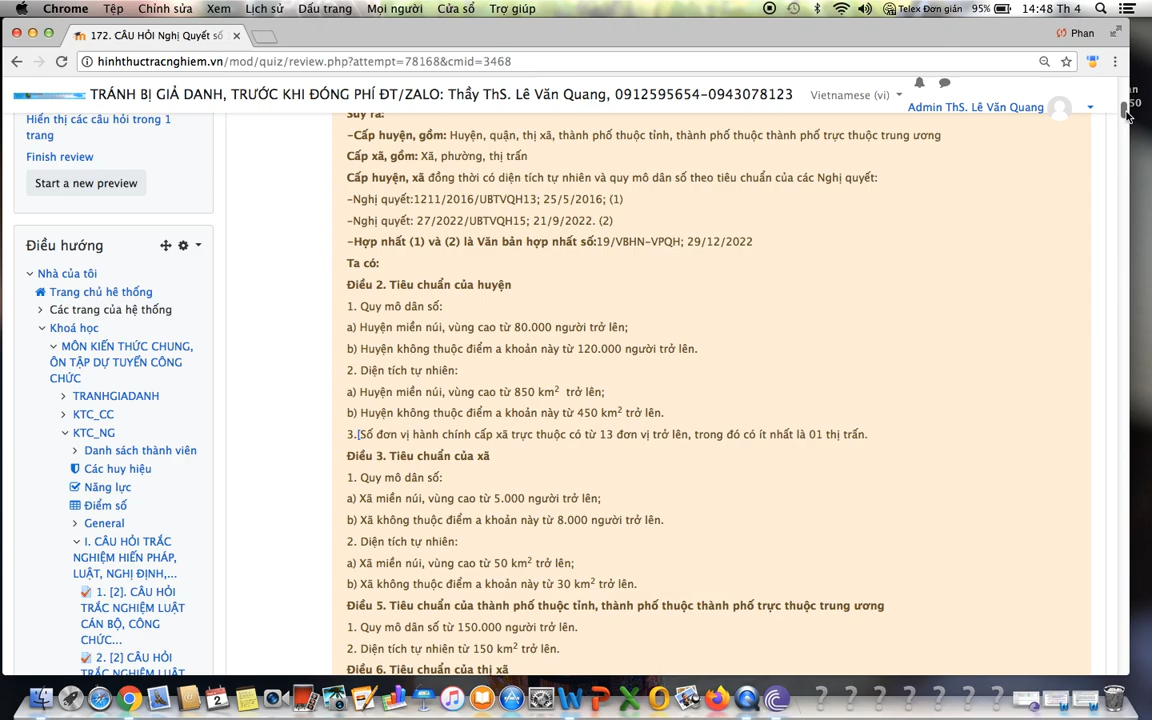 Chrome Tệp Chỉnh sửa Xem Lịch sử Dấu trang Mọi người Cửa sổ Trợ giúp Telex Đơn giản 95% 14:48 Th 4
172. CÂU HỎI Nghị Quyết số
Phan
hinhthuctracnghiem.vn/mod/quiz/review.php?attempt=78168&cmid=3468
TRÁNH BỊ GIẢ DANH, TRƯỚC KHI ĐÓNG PHÍ ĐT/ZALO: Thầy ThS. Lê Văn Quang, 0912595654-0943078123
Vietnamese (vi)
Admin ThS. Lê Văn Quang
Hiển thị các câu hỏi trong 1
trang
Finish review
Start a new preview
Điều hướng
Nhà của tôi
Trang chủ hệ thống
Các trang của hệ thống
Khoá học
MÔN KIẾN THỨC CHUNG,
ÔN TẬP DỰ TUYỂN CÔNG
CHỨC
TRANHGIADANH
KTC_CC
KTC_NG
Danh sách thành viên
Các huy hiệu
Năng lực
Điểm số
General
I. CÂU HỎI TRẮC
NGHIỆM HIẾN PHÁP,
LUẬT, NGHỊ ĐỊNH,...
1. [2]. CÂU HỎI
TRẮC NGHIỆM LUẬT
CÁN BỘ, CÔNG
CHỨC...
2. [2] CÂU HỎI
TRẮC NGHIỆM LUẬT
Suy ra:
-Cấp huyện, gồm: Huyện, quận, thị xã, thành phố thuộc tỉnh, thành phố thuộc thành phố trực thuộc trung ương
Cấp xã, gồm: Xã, phường, thị trấn
Cấp huyện, xã đồng thời có diện tích tự nhiên và quy mô dân số theo tiêu chuẩn của các Nghị quyết:
-Nghị quyết:1211/2016/UBTVQH13; 25/5/2016; (1)
-Nghị quyết: 27/2022/UBTVQH15; 21/9/2022. (2)
-Hợp nhất (1) và (2) là Văn bản hợp nhất số:19/VBHN-VPQH; 29/12/2022
Ta có:
Điều 2. Tiêu chuẩn của huyện
1. Quy mô dân số:
a) Huyện miền núi, vùng cao từ 80.000 người trở lên;
b) Huyện không thuộc điểm a khoản này từ 120.000 người trở lên.
2. Diện tích tự nhiên:
a) Huyện miền núi, vùng cao từ 850 km² trở lên;
b) Huyện không thuộc điểm a khoản này từ 450 km² trở lên.
3.[Số đơn vị hành chính cấp xã trực thuộc có từ 13 đơn vị trở lên, trong đó có ít nhất là 01 thị trấn.
Điều 3. Tiêu chuẩn của xã
1. Quy mô dân số:
a) Xã miền núi, vùng cao từ 5.000 người trở lên;
b) Xã không thuộc điểm a khoản này từ 8.000 người trở lên.
2. Diện tích tự nhiên:
a) Xã miền núi, vùng cao từ 50 km² trở lên;
b) Xã không thuộc điểm a khoản này từ 30 km² trở lên.
Điều 5. Tiêu chuẩn của thành phố thuộc tỉnh, thành phố thuộc thành phố trực thuộc trung ương
1. Quy mô dân số từ 150.000 người trở lên.
2. Diện tích tự nhiên từ 150 km² trở lên.
Điều 6. Tiêu chuẩn của thị xã